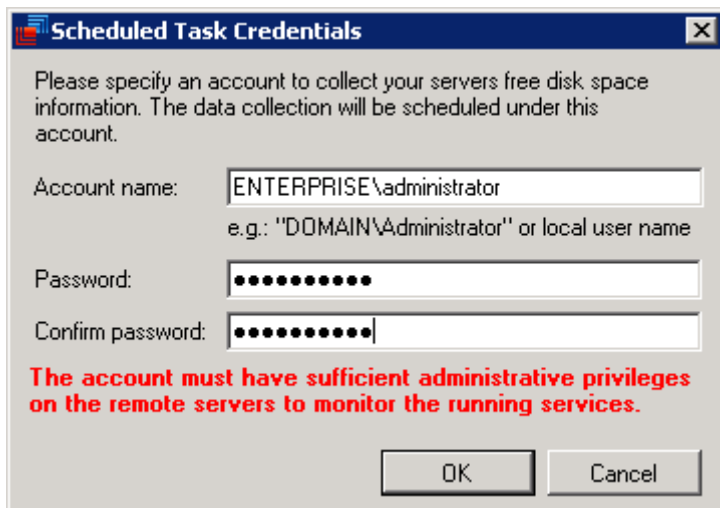 Scheduled Task Credentials
Please specify an account to collect your servers free disk space
information. The data collection will be scheduled under this
account.
Account name: ENTERPRISE\administrator
e.g.: "DOMAIN\Administrator" or local user name
Password: ●●●●●●●●●●
Confirm password: ●●●●●●●●●●
The account must have sufficient administrative privileges
on the remote servers to monitor the running services.
OK Cancel